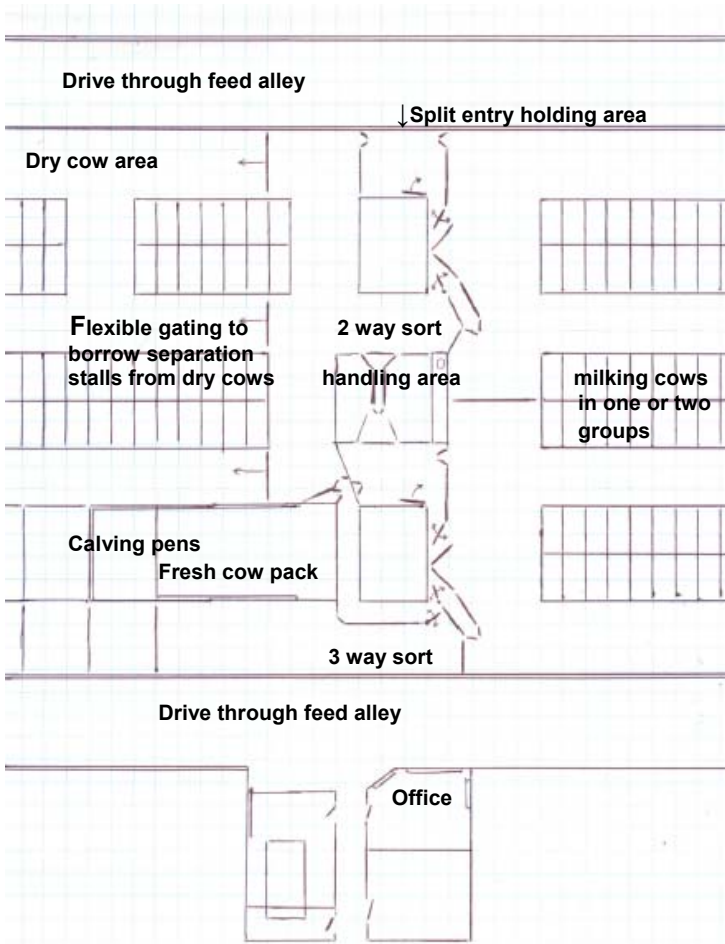 Drive through feed alley
↓Split entry holding area
Dry cow area
Flexible gating to
borrow separation
stalls from dry cows
2 way sort
handling area
milking cows
in one or two
groups
Calving pens
Fresh cow pack
3 way sort
Drive through feed alley
Office